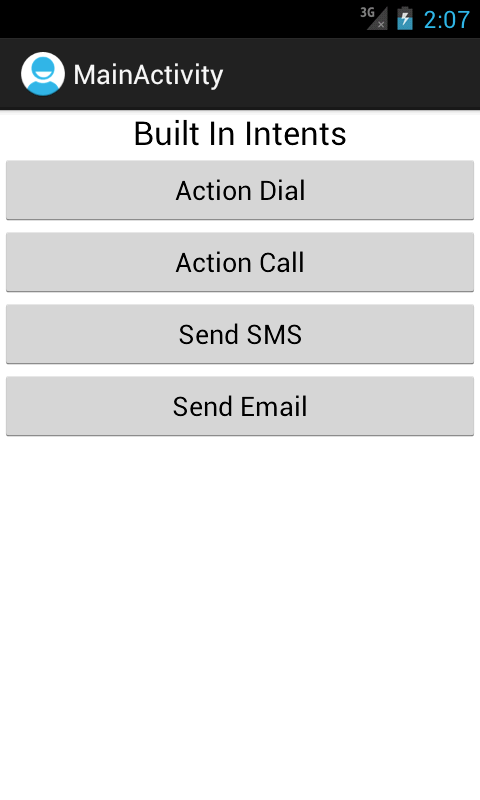 3G 2:07
MainActivity
Built In Intents
Action Dial
Action Call
Send SMS
Send Email